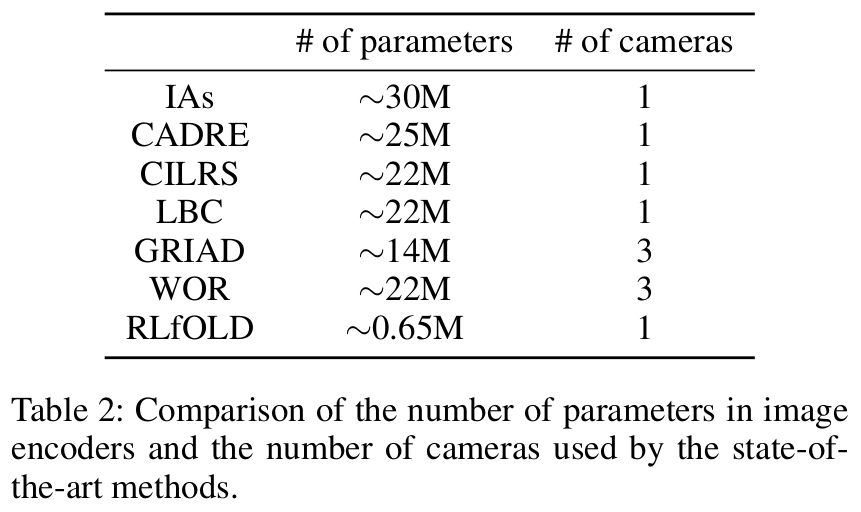 # of parameters # of cameras
IAs ∼30M 1
CADRE ∼25M 1
CILRS ∼22M 1
LBC ∼22M 1
GRIAD ∼14M 3
WOR ∼22M 3
RLfOLD ∼0.65M 1
Table 2: Comparison of the number of parameters in image
encoders and the number of cameras used by the state-of-
the-art methods.